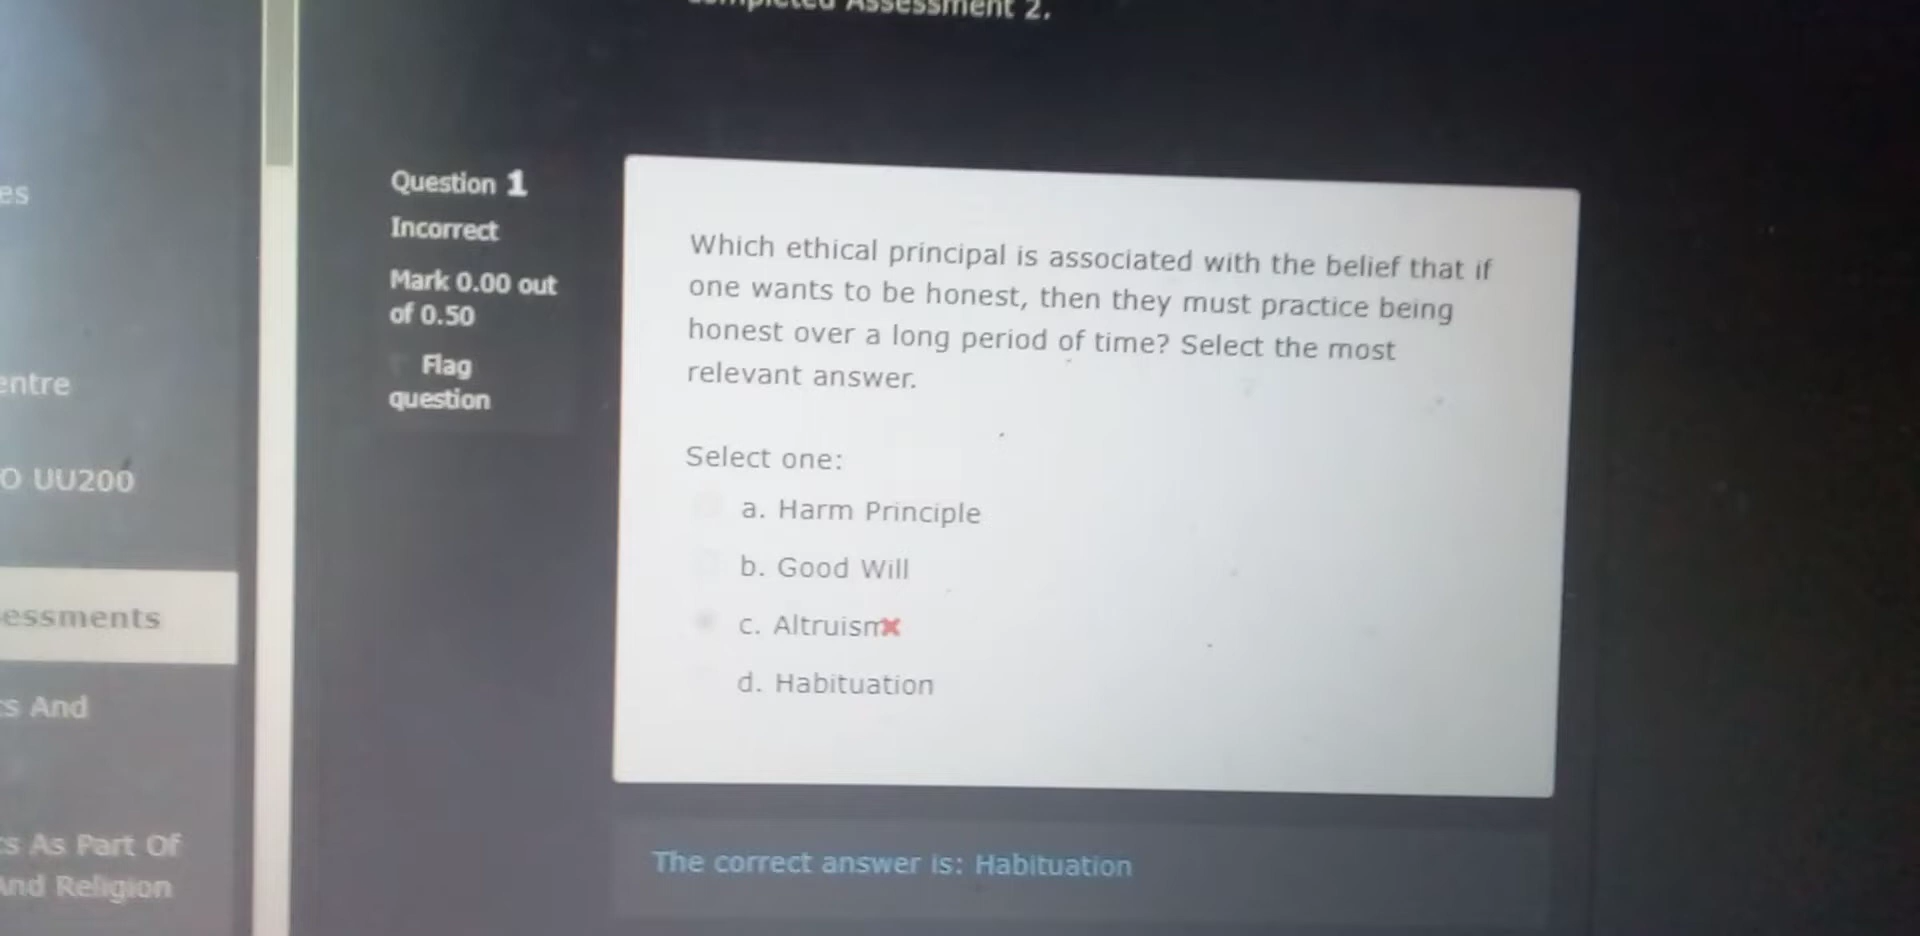 Assessment 2.
es
entre
O UU200
essments
And
As Part Of
And Religion
Question 1
Incorrect
Mark 0.00 out
of 0.50
Flag
question
Which ethical principal is associated with the belief that if
one wants to be honest, then they must practice being
honest over a long period of time? Select the most
relevant answer.
Select one:
a. Harm Principle
b. Good Will
c. Altruism
d. Habituation
The correct answer is: Habituation